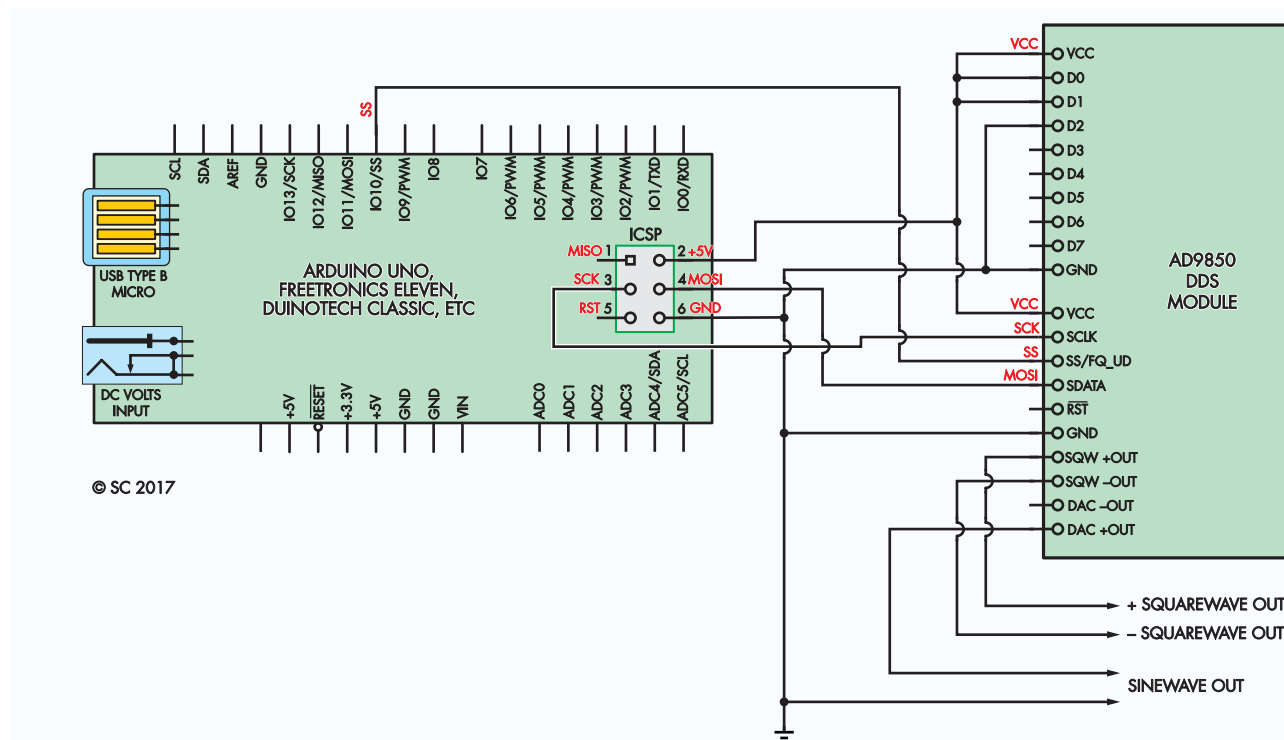 SS
SCL
SDA
AREF
GND
IO13/SCK
IO12/MISO
IO11/MOSI
IO10/SS
IO9/PWM
IO8
IO7
IO6/PWM
IO5/PWM
IO4/PWM
IO3/PWM
IO2/PWM
IO1/TXD
IO0/RXD
USB TYPE B
MICRO
ARDUINO UNO,
FREETRONICS ELEVEN,
DUINOTECH CLASSIC, ETC
ICSP
MISO 1
2 +5V
SCK 3
4 MOSI
RST 5
6 GND
DC VOLTS
INPUT
+5V
RESET
+3.3V
+5V
GND
GND
VIN
ADC0
ADC1
ADC2
ADC3
ADC4/SDA
ADC5/SCL
© SC 2017
VCC VCC
D0
D1
D2
D3
D4
D5
D6
D7
GND
VCC VCC
SCK SCLK
SS SS/FQ_UD
MOSI SDATA
RST
GND
SQW +OUT
SQW –OUT
DAC –OUT
DAC +OUT
AD9850
DDS
MODULE
+ SQUAREWAVE OUT
– SQUAREWAVE OUT
SINEWAVE OUT